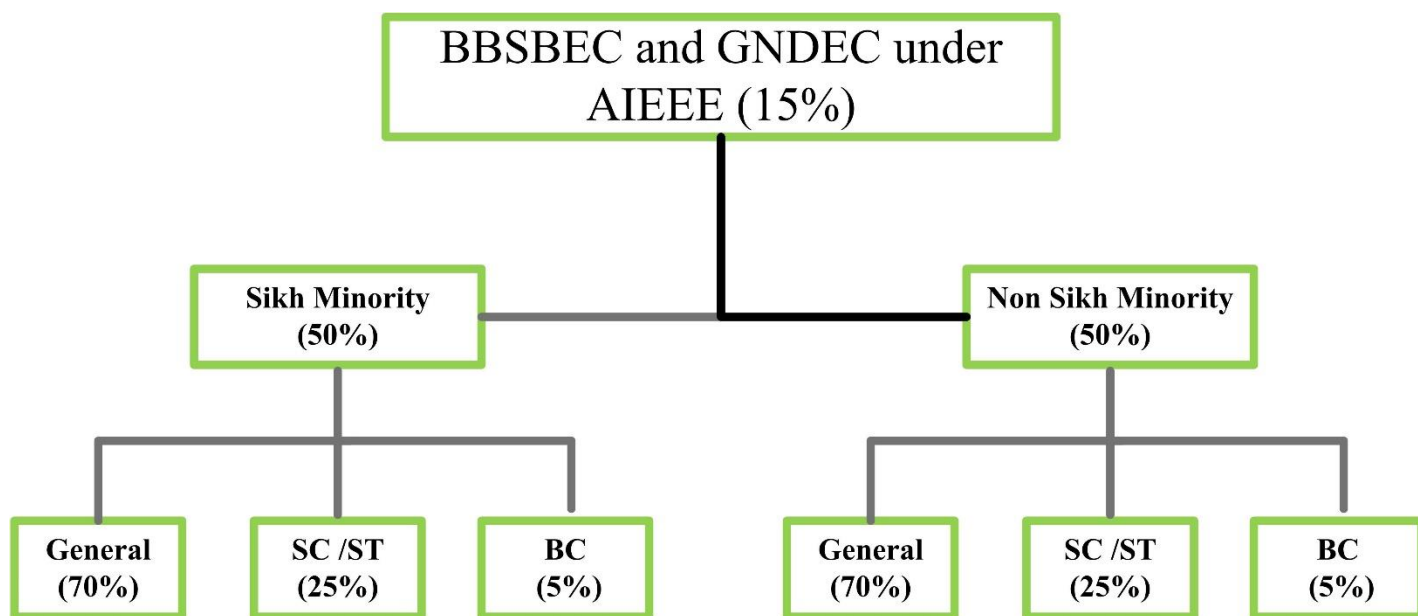 BBSBEC and GNDEC under
AIEEE (15%)
Sikh Minority
(50%)
Non Sikh Minority
(50%)
General
(70%)
SC /ST
(25%)
BC
(5%)
General
(70%)
SC /ST
(25%)
BC
(5%)